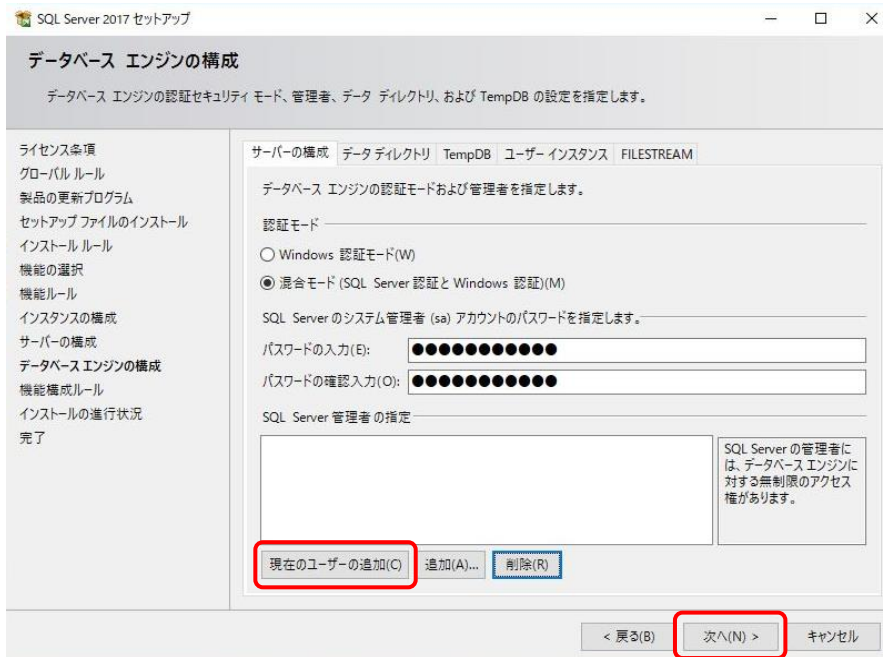 SQL Server 2017 セットアップ
データベース エンジンの構成
データベース エンジンの認証セキュリティ モード、管理者、データ ディレクトリ、および TempDB の設定を指定します。
ライセンス条項
グローバル ルール
製品の更新プログラム
セットアップ ファイルのインストール
インストール ルール
機能の選択
機能ルール
インスタンスの構成
サーバーの構成
データベース エンジンの構成
機能構成ルール
インストールの進行状況
完了
サーバーの構成 データ ディレクトリ TempDB ユーザー インスタンス FILESTREAM
データベース エンジンの認証モードおよび管理者を指定します。
認証モード
Windows 認証モード(W)
混合モード (SQL Server 認証と Windows 認証)(M)
SQL Server のシステム管理者 (sa) アカウントのパスワードを指定します。
パスワードの入力(E): ●●●●●●●●●●●
パスワードの確認入力(O): ●●●●●●●●●●●
SQL Server 管理者の指定
SQL Server の管理者に
は、データベース エンジンに
対する無制限のアクセス
権があります。
現在のユーザーの追加(C) 追加(A)... 削除(R)
< 戻る(B) 次へ(N) > キャンセル